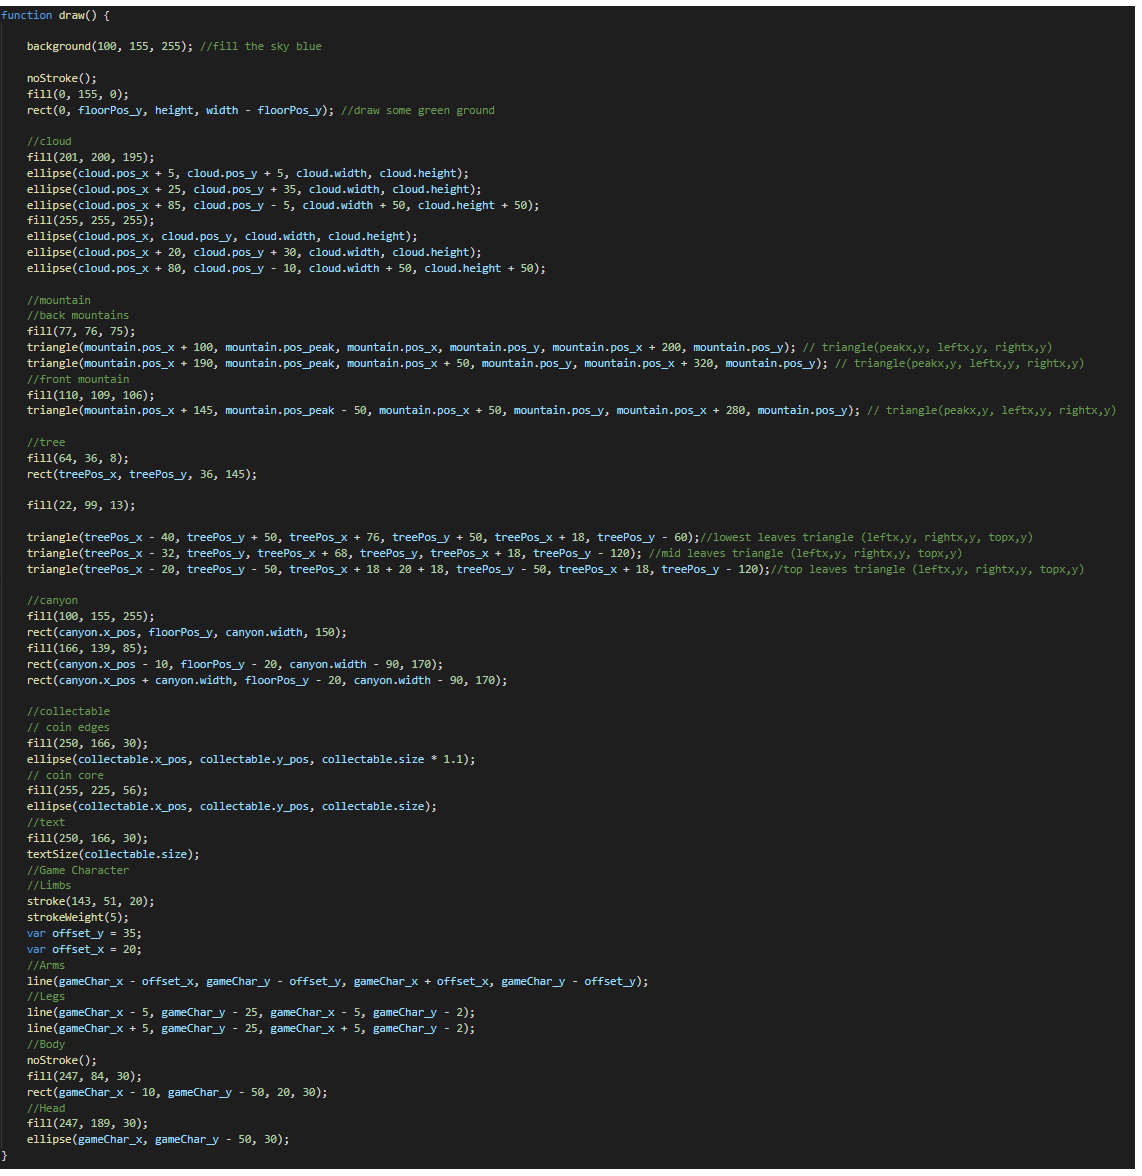 function draw() {
background(100, 155, 255); //fill the sky blue
noStroke();
fill(0, 155, 0);
rect(0, floorPos_y, height, width - floorPos_y); //draw some green ground
//cloud
fill(201, 200, 195);
ellipse(cloud.pos_x + 5, cloud.pos_y + 5, cloud.width, cloud.height);
ellipse(cloud.pos_x + 25, cloud.pos_y + 35, cloud.width, cloud.height);
ellipse(cloud.pos_x + 85, cloud.pos_y - 5, cloud.width + 50, cloud.height + 50);
fill(255, 255, 255);
ellipse(cloud.pos_x, cloud.pos_y, cloud.width, cloud.height);
ellipse(cloud.pos_x + 20, cloud.pos_y + 30, cloud.width, cloud.height);
ellipse(cloud.pos_x + 80, cloud.pos_y - 10, cloud.width + 50, cloud.height + 50);
//mountain
//back mountains
fill(77, 76, 75);
triangle(mountain.pos_x + 100, mountain.pos_peak, mountain.pos_x, mountain.pos_y, mountain.pos_x + 200, mountain.pos_y); // triangle(peakx,y, leftx,y, rightx,y)
triangle(mountain.pos_x + 190, mountain.pos_peak, mountain.pos_x + 50, mountain.pos_y, mountain.pos_x + 320, mountain.pos_y); // triangle(peakx,y, leftx,y, rightx,y)
//front mountain
fill(110, 109, 106);
triangle(mountain.pos_x + 145, mountain.pos_peak - 50, mountain.pos_x + 50, mountain.pos_y, mountain.pos_x + 280, mountain.pos_y); // triangle(peakx,y, leftx,y, rightx,y)
//tree
fill(64, 36, 8);
rect(treePos_x, treePos_y, 36, 145);
fill(22, 99, 13);
triangle(treePos_x - 40, treePos_y + 50, treePos_x + 76, treePos_y + 50, treePos_x + 18, treePos_y - 60);//lowest leaves triangle (leftx,y, rightx,y, topx,y)
triangle(treePos_x - 32, treePos_y, treePos_x + 68, treePos_y, treePos_x + 18, treePos_y - 120); //mid leaves triangle (leftx,y, rightx,y, topx,y)
triangle(treePos_x - 20, treePos_y - 50, treePos_x + 18 + 20 + 18, treePos_y - 50, treePos_x + 18, treePos_y - 120);//top leaves triangle (leftx,y, rightx,y, topx,y)
//canyon
fill(100, 155, 255);
rect(canyon.x_pos, floorPos_y, canyon.width, 150);
fill(166, 139, 85);
rect(canyon.x_pos - 10, floorPos_y - 20, canyon.width - 90, 170);
rect(canyon.x_pos + canyon.width, floorPos_y - 20, canyon.width - 90, 170);
//collectable
// coin edges
fill(250, 166, 30);
ellipse(collectable.x_pos, collectable.y_pos, collectable.size * 1.1);
// coin core
fill(255, 225, 56);
ellipse(collectable.x_pos, collectable.y_pos, collectable.size);
//text
fill(250, 166, 30);
textSize(collectable.size);
//Game Character
//Limbs
stroke(143, 51, 20);
strokeWeight(5);
var offset_y = 35;
var offset_x = 20;
//Arms
line(gameChar_x - offset_x, gameChar_y - offset_y, gameChar_x + offset_x, gameChar_y - offset_y);
//Legs
line(gameChar_x - 5, gameChar_y - 25, gameChar_x - 5, gameChar_y - 2);
line(gameChar_x + 5, gameChar_y - 25, gameChar_x + 5, gameChar_y - 2);
//Body
noStroke();
fill(247, 84, 30);
rect(gameChar_x - 10, gameChar_y - 50, 20, 30);
//Head
fill(247, 189, 30);
ellipse(gameChar_x, gameChar_y - 50, 30);
}